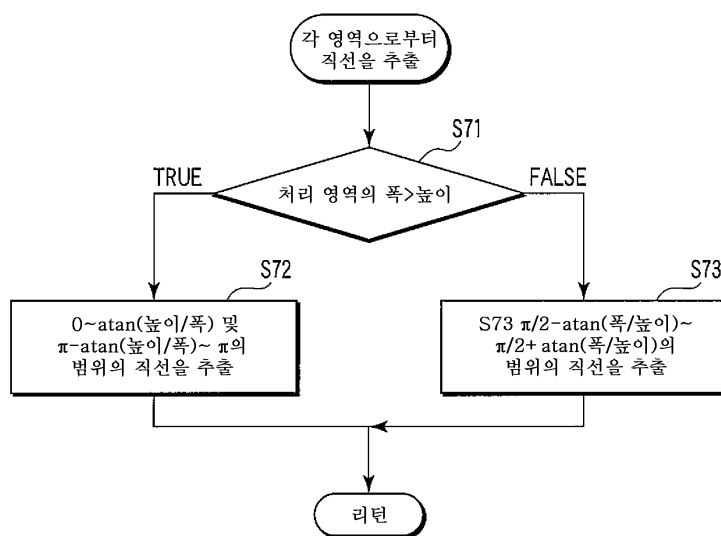 각 영역으로부터
직선을 추출
S71
TRUE
FALSE
처리 영역의 폭>높이
S72
S73
0~atan(높이/폭) 및
π-atan(높이/폭)~ π의
범위의 직선을 추출
S73 π/2-atan(폭/높이)~
π/2+ atan(폭/높이)의
범위의 직선을 추출
리턴